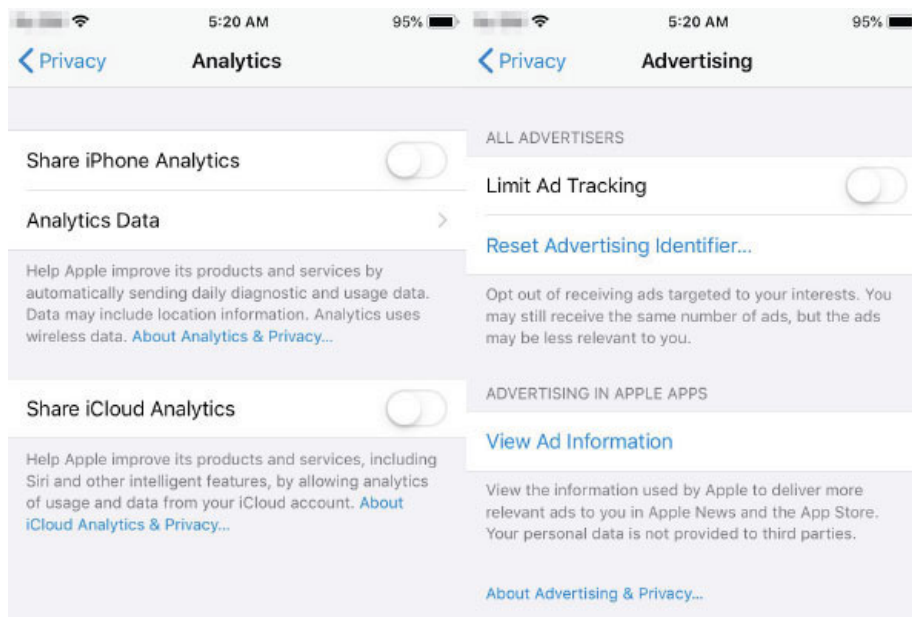 5:20 AM
95%
Privacy
Analytics
Share iPhone Analytics
Analytics Data
Help Apple improve its products and services by
automatically sending daily diagnostic and usage data.
Data may include location information. Analytics uses
wireless data. About Analytics & Privacy...
Share iCloud Analytics
Help Apple improve its products and services, including
Siri and other intelligent features, by allowing analytics
of usage and data from your iCloud account. About
iCloud Analytics & Privacy...
5:20 AM
95%
Privacy
Advertising
ALL ADVERTISERS
Limit Ad Tracking
Reset Advertising Identifier...
Opt out of receiving ads targeted to your interests. You
may still receive the same number of ads, but the ads
may be less relevant to you.
ADVERTISING IN APPLE APPS
View Ad Information
View the information used by Apple to deliver more
relevant ads to you in Apple News and the App Store.
Your personal data is not provided to third parties.
About Advertising & Privacy...